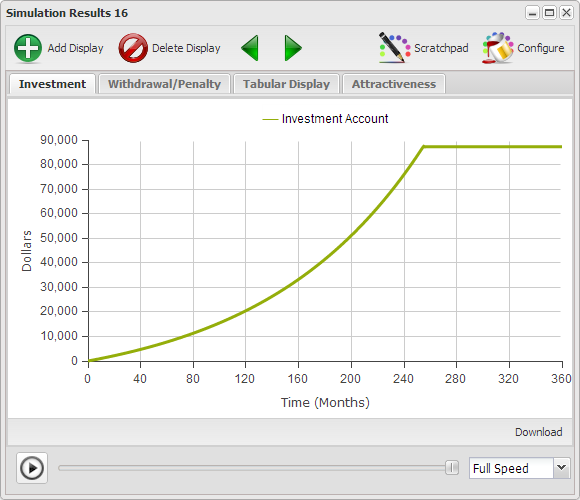 Simulation Results 16
Add Display Delete Display Scratchpad Configure
Investment Withdrawal/Penalty Tabular Display Attractiveness
Investment Account
90,000
80,000
70,000
60,000
50,000
40,000
30,000
20,000
10,000
0
Dollars
0 40 80 120 160 200 240 280 320 360
Time (Months)
Download
Full Speed